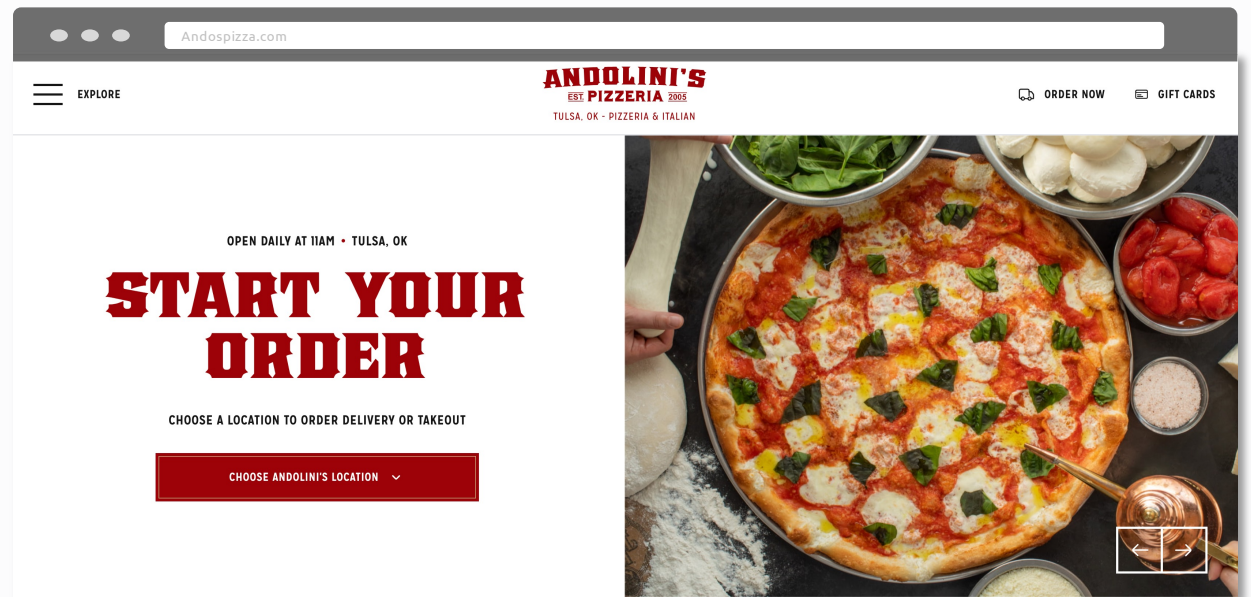 Andospizza.com
EXPLORE
ANDOLINI'S
EST. PIZZERIA 2005
TULSA, OK - PIZZERIA & ITALIAN
ORDER NOW
GIFT CARDS
OPEN DAILY AT 11AM • TULSA, OK
START YOUR
ORDER
CHOOSE A LOCATION TO ORDER DELIVERY OR TAKEOUT
CHOOSE ANDOLINI'S LOCATION